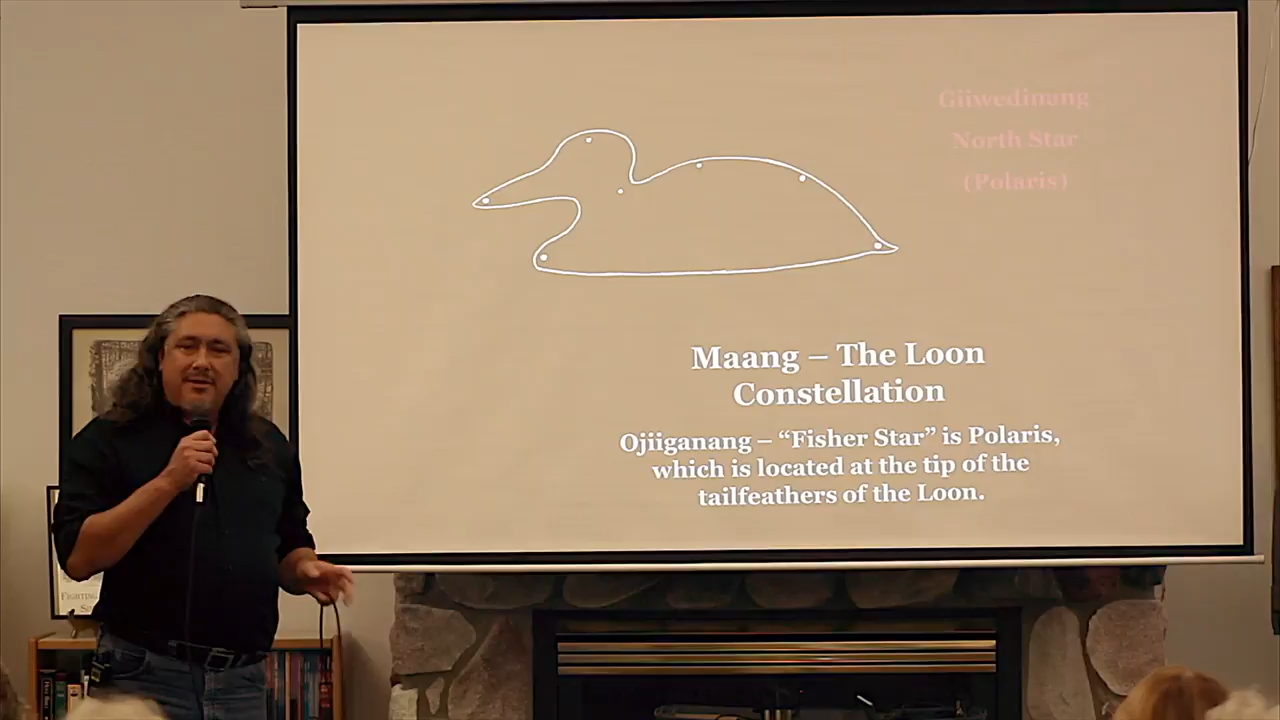 Giiwedinang
North Star
(Polaris)
Maang – The Loon
Constellation
Ojiiganang – “Fisher Star” is Polaris,
which is located at the tip of the
tailfeathers of the Loon.
FIGHTING